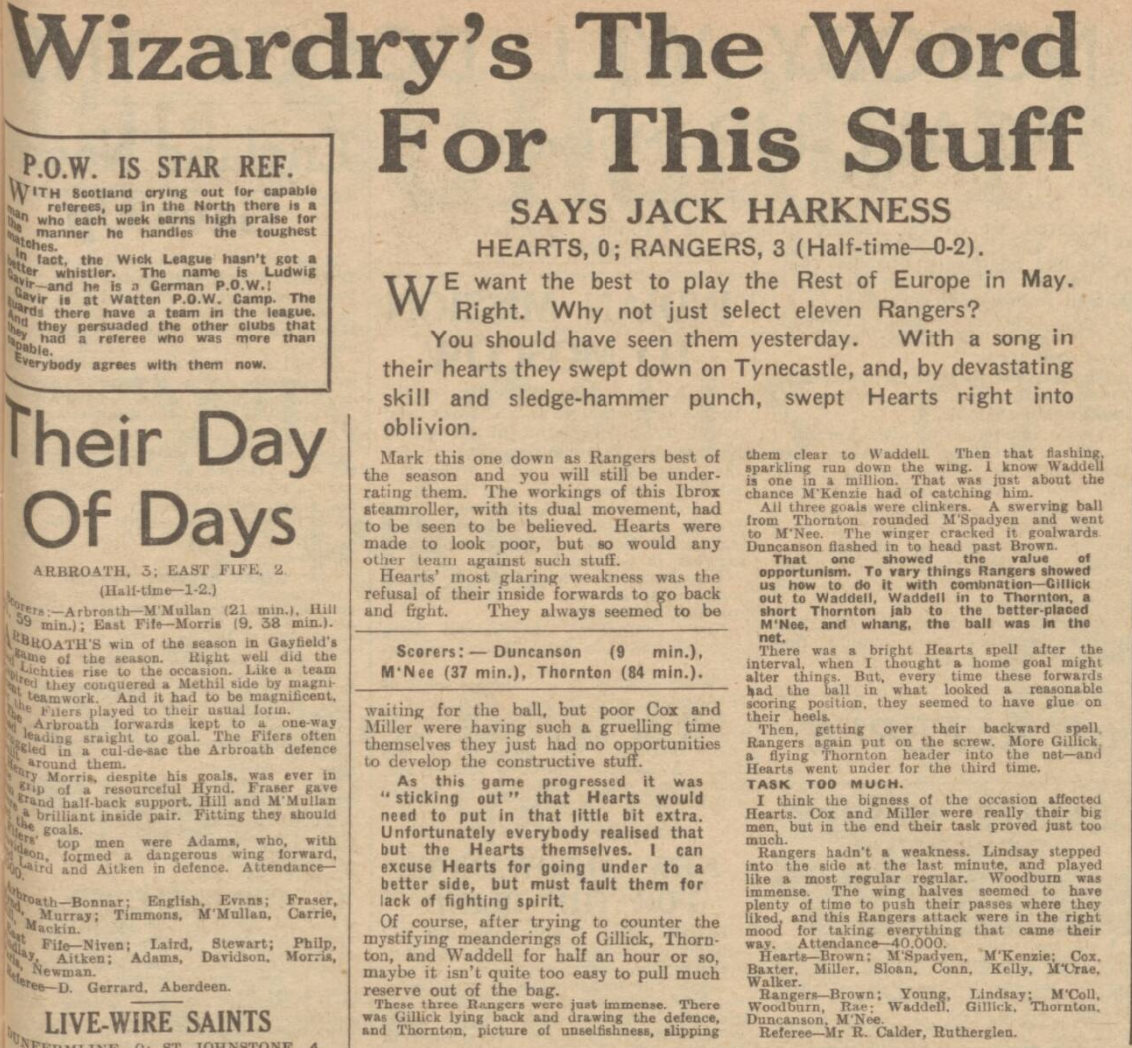 Wizardry's The Word
For This Stuff
SAYS JACK HARKNESS
HEARTS, 0; RANGERS, 3 (Half-time—0-2).
WE want the best to play the Rest of Europe in May.
Right. Why not just select eleven Rangers?
You should have seen them yesterday. With a song in
their hearts they swept down on Tynecastle, and, by devastating
skill and sledge-hammer punch, swept Hearts right into
oblivion.
Mark this one down as Rangers best of
the season and you will still be under-
rating them. The workings of this Ibrox
steamroller, with its dual movement, had
to be seen to be believed. Hearts were
made to look poor, but so would any
other team against such stuff.
Hearts' most glaring weakness was the
refusal of their inside forwards to go back
and fight. They always seemed to be
Scorers: — Duncanson (9 min.),
M'Nee (37 min.), Thornton (84 min.).
waiting for the ball, but poor Cox and
Miller were having such a gruelling time
themselves they just had no opportunities
to develop the constructive stuff.
As this game progressed it was
"sticking out" that Hearts would
need to put in that little bit extra.
Unfortunately everybody realised that
but the Hearts themselves. I can
excuse Hearts for going under to a
better side, but must fault them for
lack of fighting spirit.
Of course, after trying to counter the
mystifying meanderings of Gillick, Thorn-
ton, and Waddell for half an hour or so,
maybe it isn't quite too easy to pull much
reserve out of the bag.
These three Rangers were just immense. There
was Gillick lying back and drawing the defence,
and Thornton, picture of unselfishness, slipping
them clear to Waddell. Then that flashing,
sparkling run down the wing. I know Waddell
is one in a million. That was just about the
chance M'Kenzie had of catching him.
All three goals were clinkers. A swerving ball
from Thornton rounded M'Spadyen and went
to M'Nee. The winger cracked it goalwards.
Duncanson flashed in to head past Brown.
That one showed the value of
opportunism. To vary things Rangers showed
us how to do it with combnation—Gillick
out to Waddell, Waddell in to Thornton, a
short Thornton jab to the better-placed
M'Nee, and whang, the ball was in the
net.
There was a bright Hearts spell after the
interval, when I thought a home goal might
alter things. But, every time these forwards
had the ball in what looked a reasonable
scoring position, they seemed to have glue on
their heels.
Then, getting over their backward spell,
Rangers again put on the screw. More Gillick,
a flying Thornton header into the net—and
Hearts went under for the third time.
TASK TOO MUCH.
I think the bigness of the occasion affected
Hearts. Cox and Miller were really their big
men, but in the end their task proved just too
much.
Rangers hadn't a weakness. Lindsay stepped
into the side at the last minute, and played
like a most regular regular. Woodburn was
immense. The wing halves seemed to have
plenty of time to push their passes where they
liked, and this Rangers attack were in the right
mood for taking everything that came their
way. Attendance—40,000.
Hearts—Brown; M'Spadyen, M'Kenzie; Cox,
Baxter, Miller, Sloan, Conn, Kelly, M'Crae,
Walker.
Rangers—Brown; Young, Lindsay; M'Coll,
Woodburn, Rae; Waddell, Gillick, Thornton,
Duncanson, M'Nee.
Referee—Mr R. Calder, Rutherglen.
P.O.W. IS STAR REF.
WITH Scotland crying out for capable
referees, up in the North there is a
man who each week earns high praise for
the manner he handles the toughest
matches.
In fact, the Wick League hasn't got a
better whistler. The name is Ludwig
Gavir—and he is a German P.O.W.!
Gavir is at Watten P.O.W. Camp. The
guards there have a team in the league.
And they persuaded the other clubs that
they had a referee who was more than
capable.
Everybody agrees with them now.
Their Day
Of Days
ARBROATH, 3; EAST FIFE, 2
(Half-time—1-2.)
Scorers:—Arbroath—M'Mullan (21 min.), Hill
59 min.); East Fife—Morris (9, 38 min.).
ARBROATH'S win of the season in Gayfield's
game of the season. Right well did the
Lichties rise to the occasion. Like a team
they conquered a Methil side by magni-
teamwork. And it had to be magnificent,
the Fifers played to their usual form.
The Arbroath forwards kept to a one-way
leading sraight to goal. The Fifers often
in a cul-de-sac the Arbroath defence
around them.
Henry Morris, despite his goals, was ever in
grip of a resourceful Hynd. Fraser gave
grand half-back support. Hill and M'Mullan
a brilliant inside pair. Fitting they should
the goals.
top men were Adams, who, with
formed a dangerous wing forward,
Laird and Aitken in defence. Attendance—
Arbroath—Bonnar; English, Evans; Fraser,
Murray; Timmons, M'Mullan, Carrie,
Mackin.
East Fife—Niven; Laird, Stewart; Philp,
Aitken; Adams, Davidson, Morris,
Newman.
Referee—D. Gerrard, Aberdeen.
LIVE-WIRE SAINTS